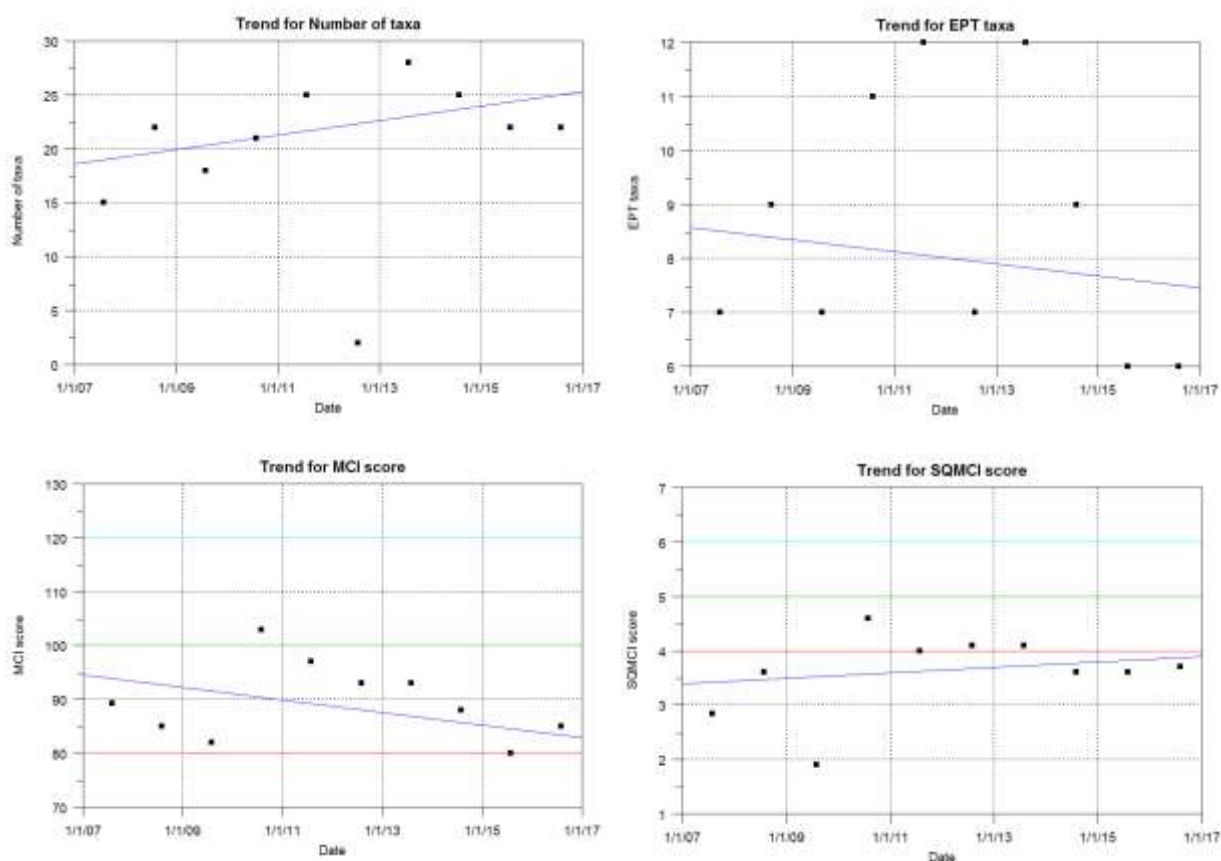 Trend for Number of taxa
30
25
20
15
10
5
0
Number of taxa
1/1/07 1/1/09 1/1/11 1/1/13 1/1/15 1/1/17
Date
Trend for EPT taxa
12
11
10
9
8
7
6
EPT taxa
1/1/07 1/1/09 1/1/11 1/1/13 1/1/15 1/1/17
Date
Trend for MCI score
130
120
110
100
90
80
70
MCI score
1/1/07 1/1/09 1/1/11 1/1/13 1/1/15 1/1/17
Date
Trend for SQMCI score
7
6
5
4
3
2
1
SQMCI score
1/1/07 1/1/09 1/1/11 1/1/13 1/1/15 1/1/17
Date